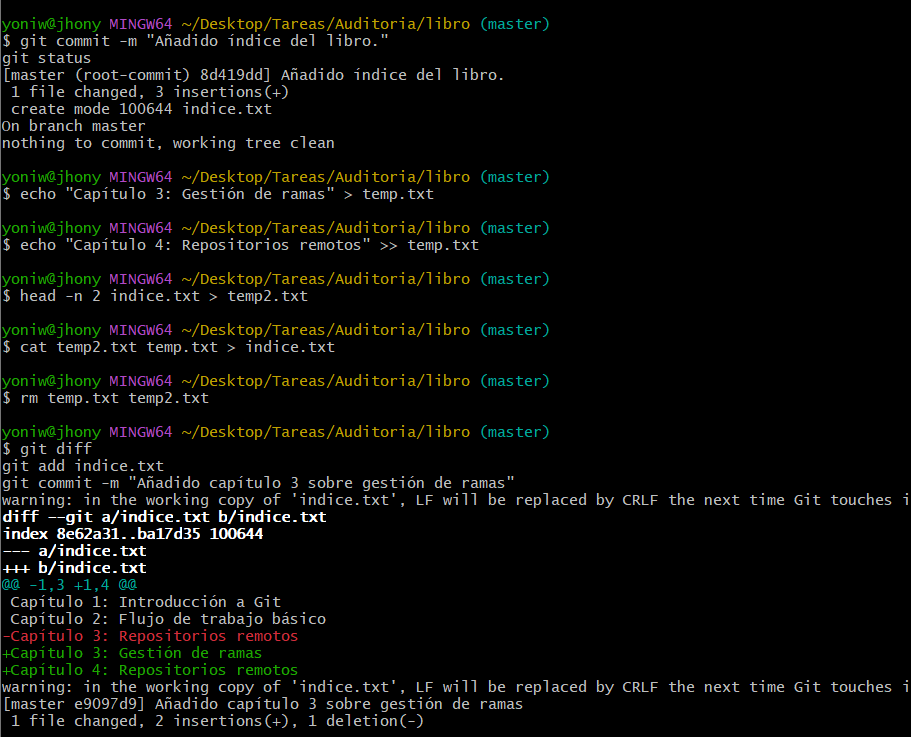 yoniw@jhony MINGW64 ~/Desktop/Tareas/Auditoria/libro (master)
$ git commit -m "Añadido índice del libro."
git status
[master (root-commit) 8d419dd] Añadido índice del libro.
 1 file changed, 3 insertions(+)
 create mode 100644 indice.txt
On branch master
nothing to commit, working tree clean
yoniw@jhony MINGW64 ~/Desktop/Tareas/Auditoria/libro (master)
$ echo "Capítulo 3: Gestión de ramas" > temp.txt
yoniw@jhony MINGW64 ~/Desktop/Tareas/Auditoria/libro (master)
$ echo "Capítulo 4: Repositorios remotos" >> temp.txt
yoniw@jhony MINGW64 ~/Desktop/Tareas/Auditoria/libro (master)
$ head -n 2 indice.txt > temp2.txt
yoniw@jhony MINGW64 ~/Desktop/Tareas/Auditoria/libro (master)
$ cat temp2.txt temp.txt > indice.txt
yoniw@jhony MINGW64 ~/Desktop/Tareas/Auditoria/libro (master)
$ rm temp.txt temp2.txt
yoniw@jhony MINGW64 ~/Desktop/Tareas/Auditoria/libro (master)
$ git diff
git add indice.txt
git commit -m "Añadido capítulo 3 sobre gestión de ramas"
warning: in the working copy of 'indice.txt', LF will be replaced by CRLF the next time Git touches i
diff --git a/indice.txt b/indice.txt
index 8e62a31..ba17d35 100644
--- a/indice.txt
+++ b/indice.txt
@@ -1,3 +1,4 @@
 Capítulo 1: Introducción a Git
 Capítulo 2: Flujo de trabajo básico
-Capítulo 3: Repositorios remotos
+Capítulo 3: Gestión de ramas
+Capítulo 4: Repositorios remotos
warning: in the working copy of 'indice.txt', LF will be replaced by CRLF the next time Git touches i
[master e9097d9] Añadido capítulo 3 sobre gestión de ramas
 1 file changed, 2 insertions(+), 1 deletion(-)